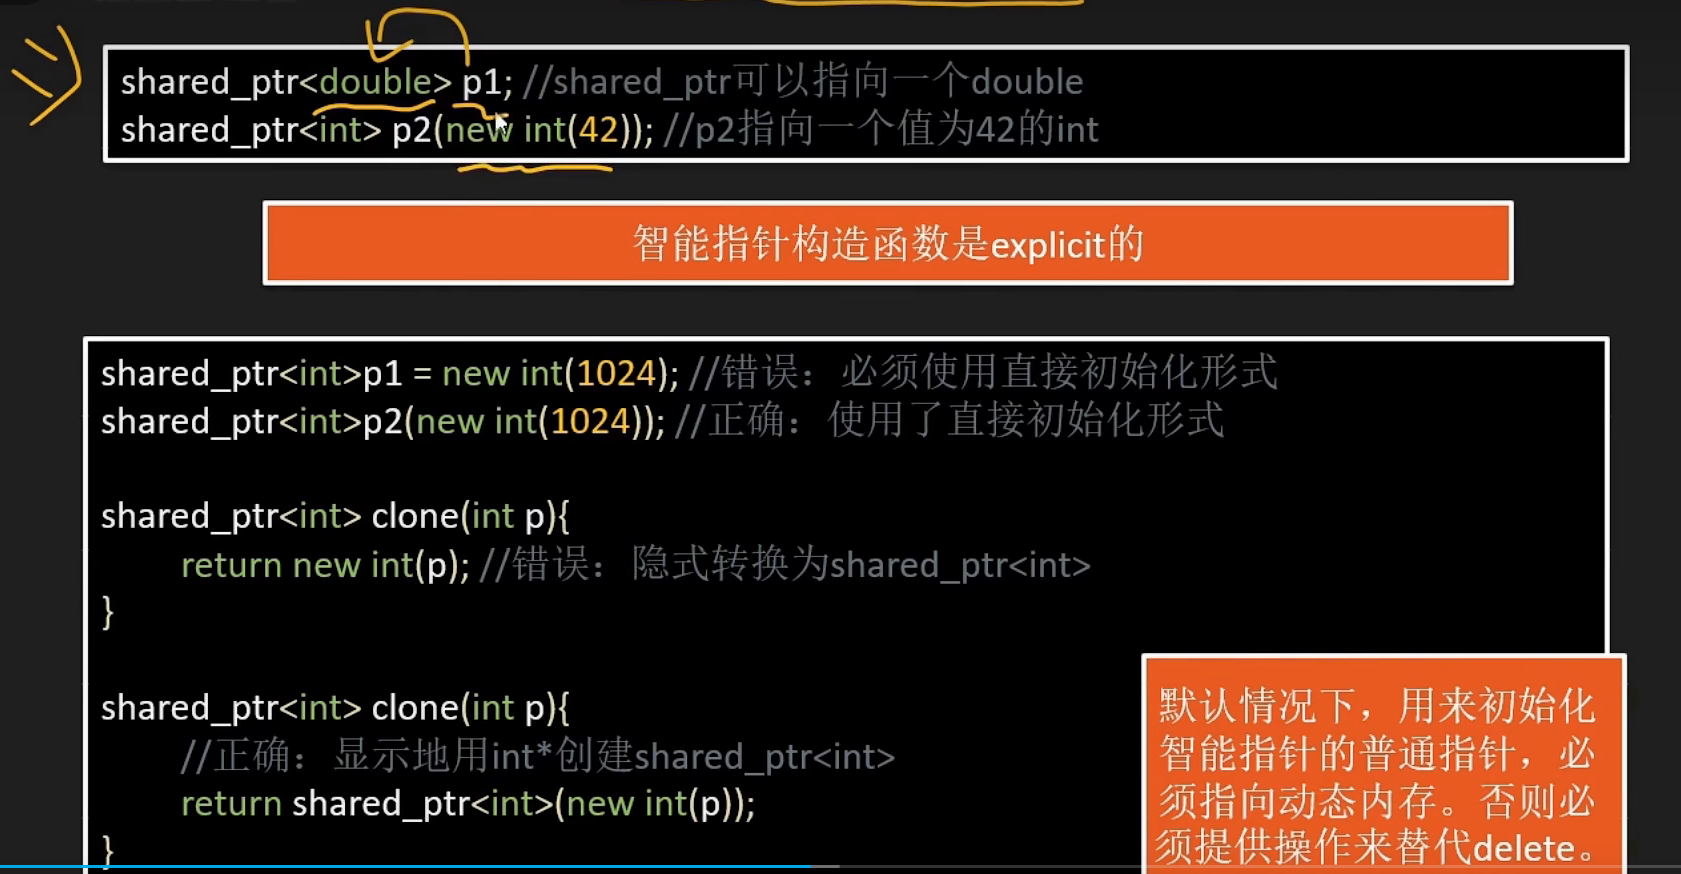 shared_ptr<double> p1; //shared_ptr可以指向一个double
shared_ptr<int> p2(new int(42)); //p2指向一个值为42的int
智能指针构造函数是explicit的
shared_ptr<int>p1 = new int(1024); //错误：必须使用直接初始化形式
shared_ptr<int>p2(new int(1024)); //正确：使用了直接初始化形式
shared_ptr<int> clone(int p){
return new int(p); //错误：隐式转换为shared_ptr<int>
}
shared_ptr<int> clone(int p){
//正确：显示地用int*创建shared_ptr<int>
return shared_ptr<int>(new int(p));
}
默认情况下，用来初始化
智能指针的普通指针，必
须指向动态内存。否则必
须提供操作来替代delete。